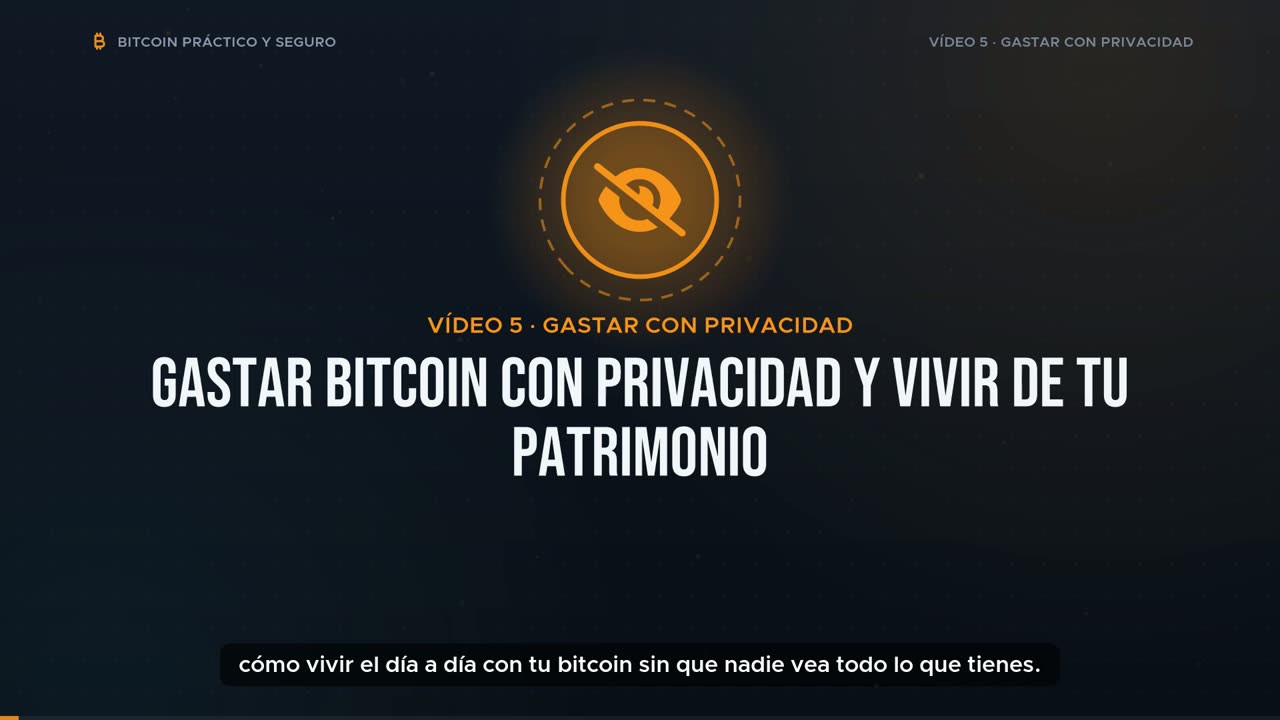 BITCOIN PRÁCTICO Y SEGURO
VÍDEO 5 · GASTAR CON PRIVACIDAD
VÍDEO 5 · GASTAR CON PRIVACIDAD
GASTAR BITCOIN CON PRIVACIDAD Y VIVIR DE TU
PATRIMONIO
cómo vivir el día a día con tu bitcoin sin que nadie vea todo lo que tienes.